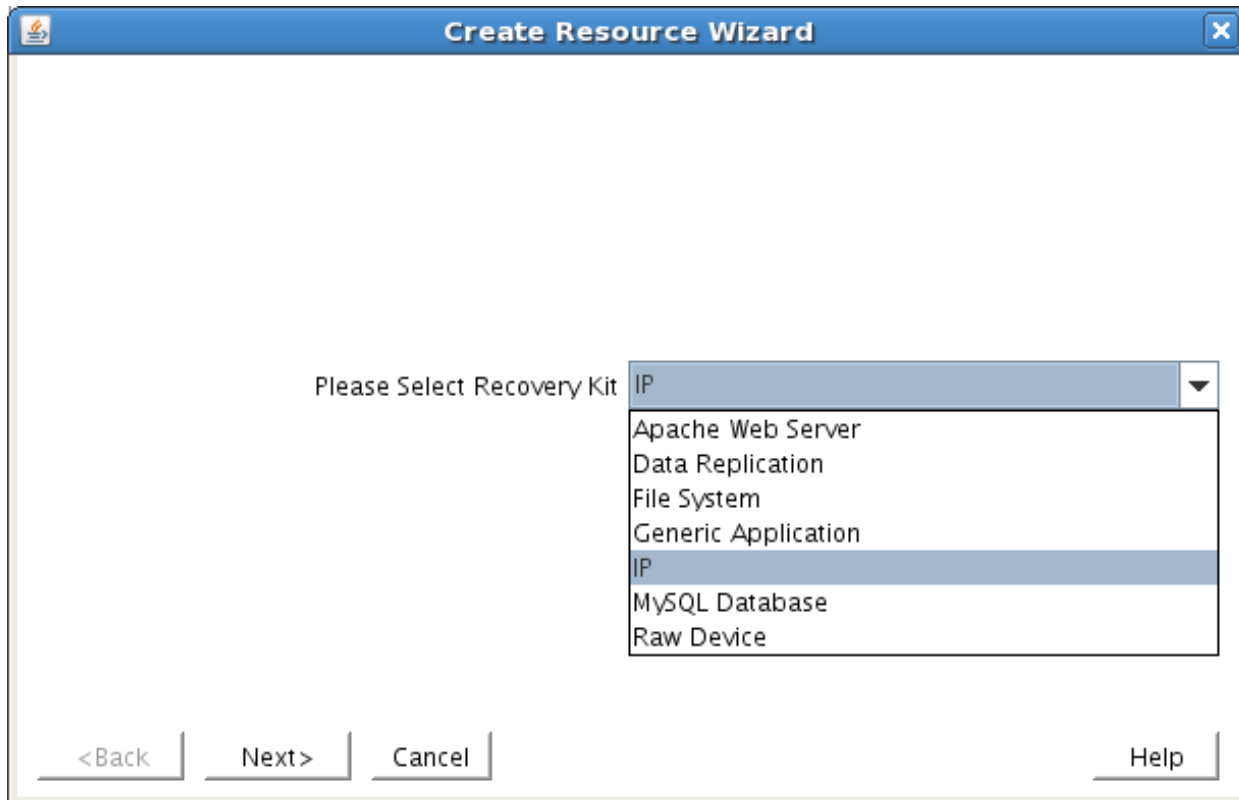 Create Resource Wizard
Please Select Recovery Kit IP
Apache Web Server
Data Replication
File System
Generic Application
IP
MySQL Database
Raw Device
<Back Next> Cancel Help